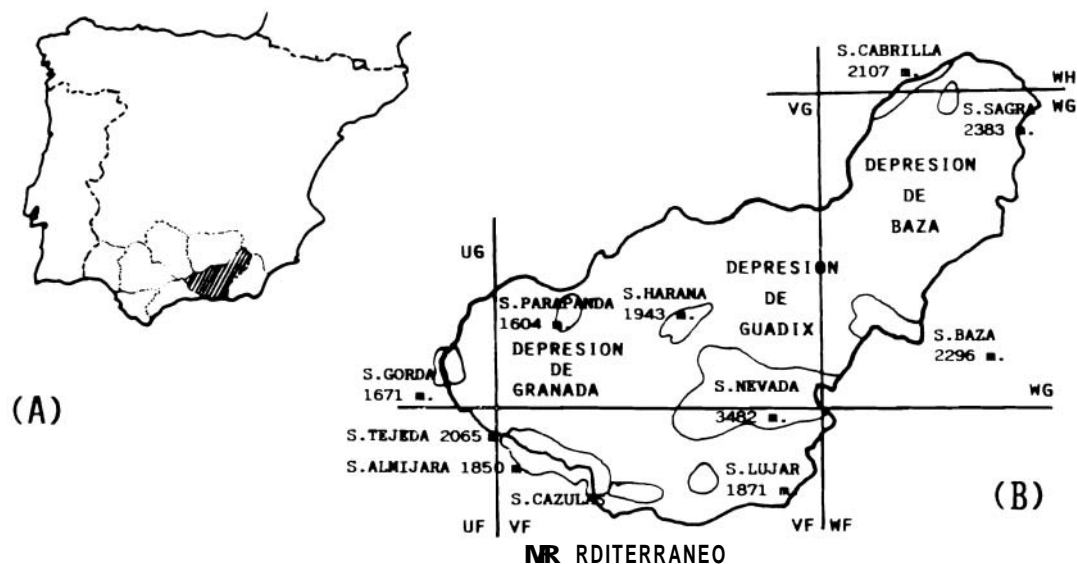 S.CABRILLA
2107 m.
WH
VG
WG
S.SAGRA
2383 m.
DEPRESION
DE
BAZA
UG
DEPRESION
DE
GUADIX
S.PARAPANDA
1604 m.
S.HARANA
1943 m.
S.BAZA
2296 m.
DEPRESION
DE
GRANADA
S.GORDA
1671 m.
S.NEVADA
3482 m.
WG
(A)
S.TEJEDA 2065 m.
S.ALMIJARA 1850 m.
S.CAZULAS
S.LUJAR
1871 m.
(B)
UF VF
VF WF
RDITERRANEO